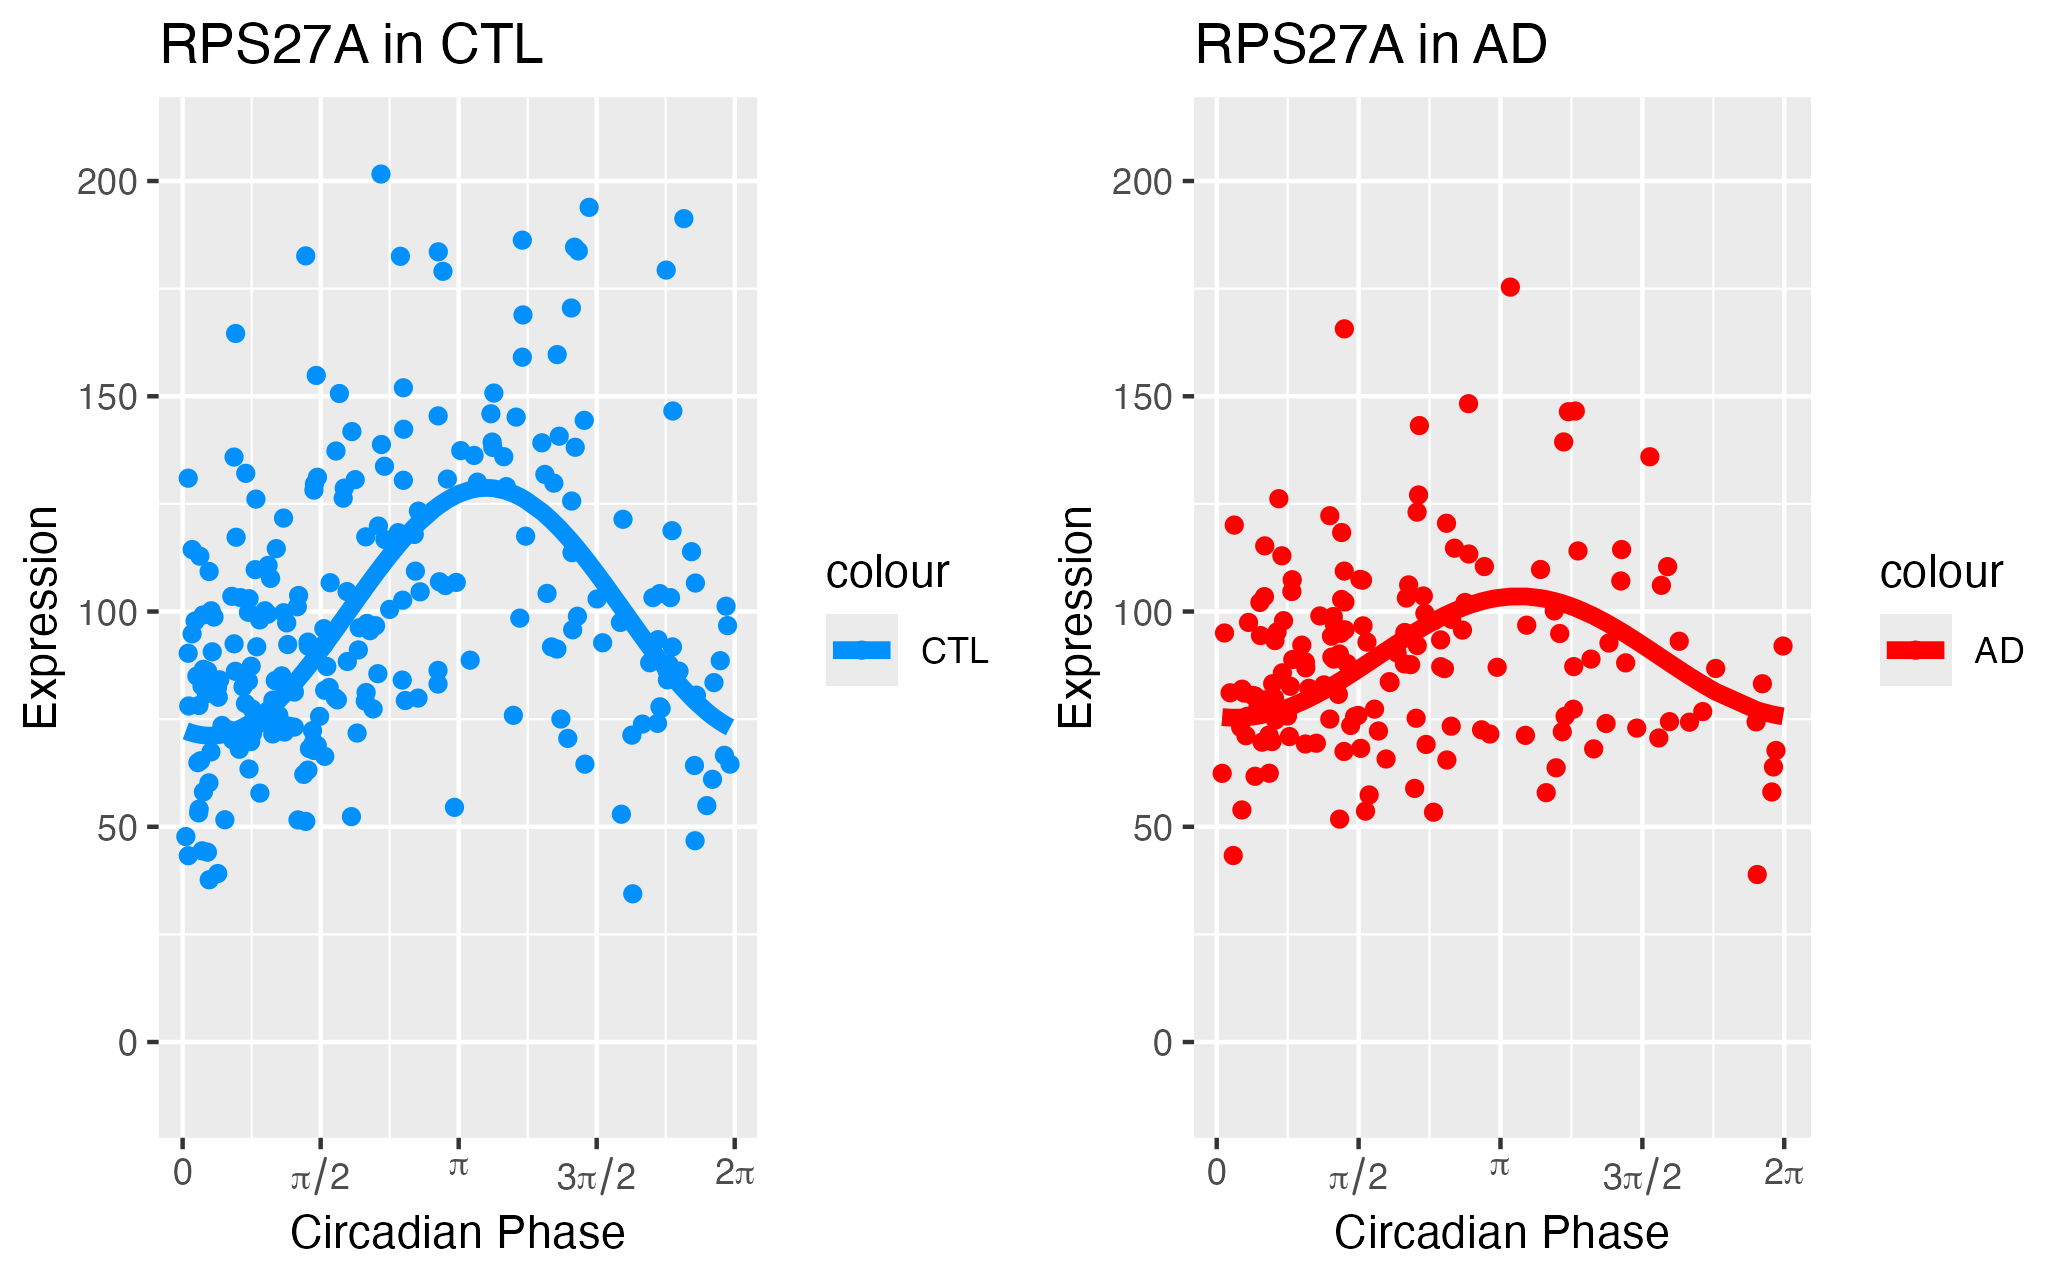 RPS27A in CTL
Expression
200
150
100
50
0
0 π/2 π 3π/2 2π
Circadian Phase
colour
CTL
RPS27A in AD
Expression
200
150
100
50
0
0 π/2 π 3π/2 2π
Circadian Phase
colour
AD